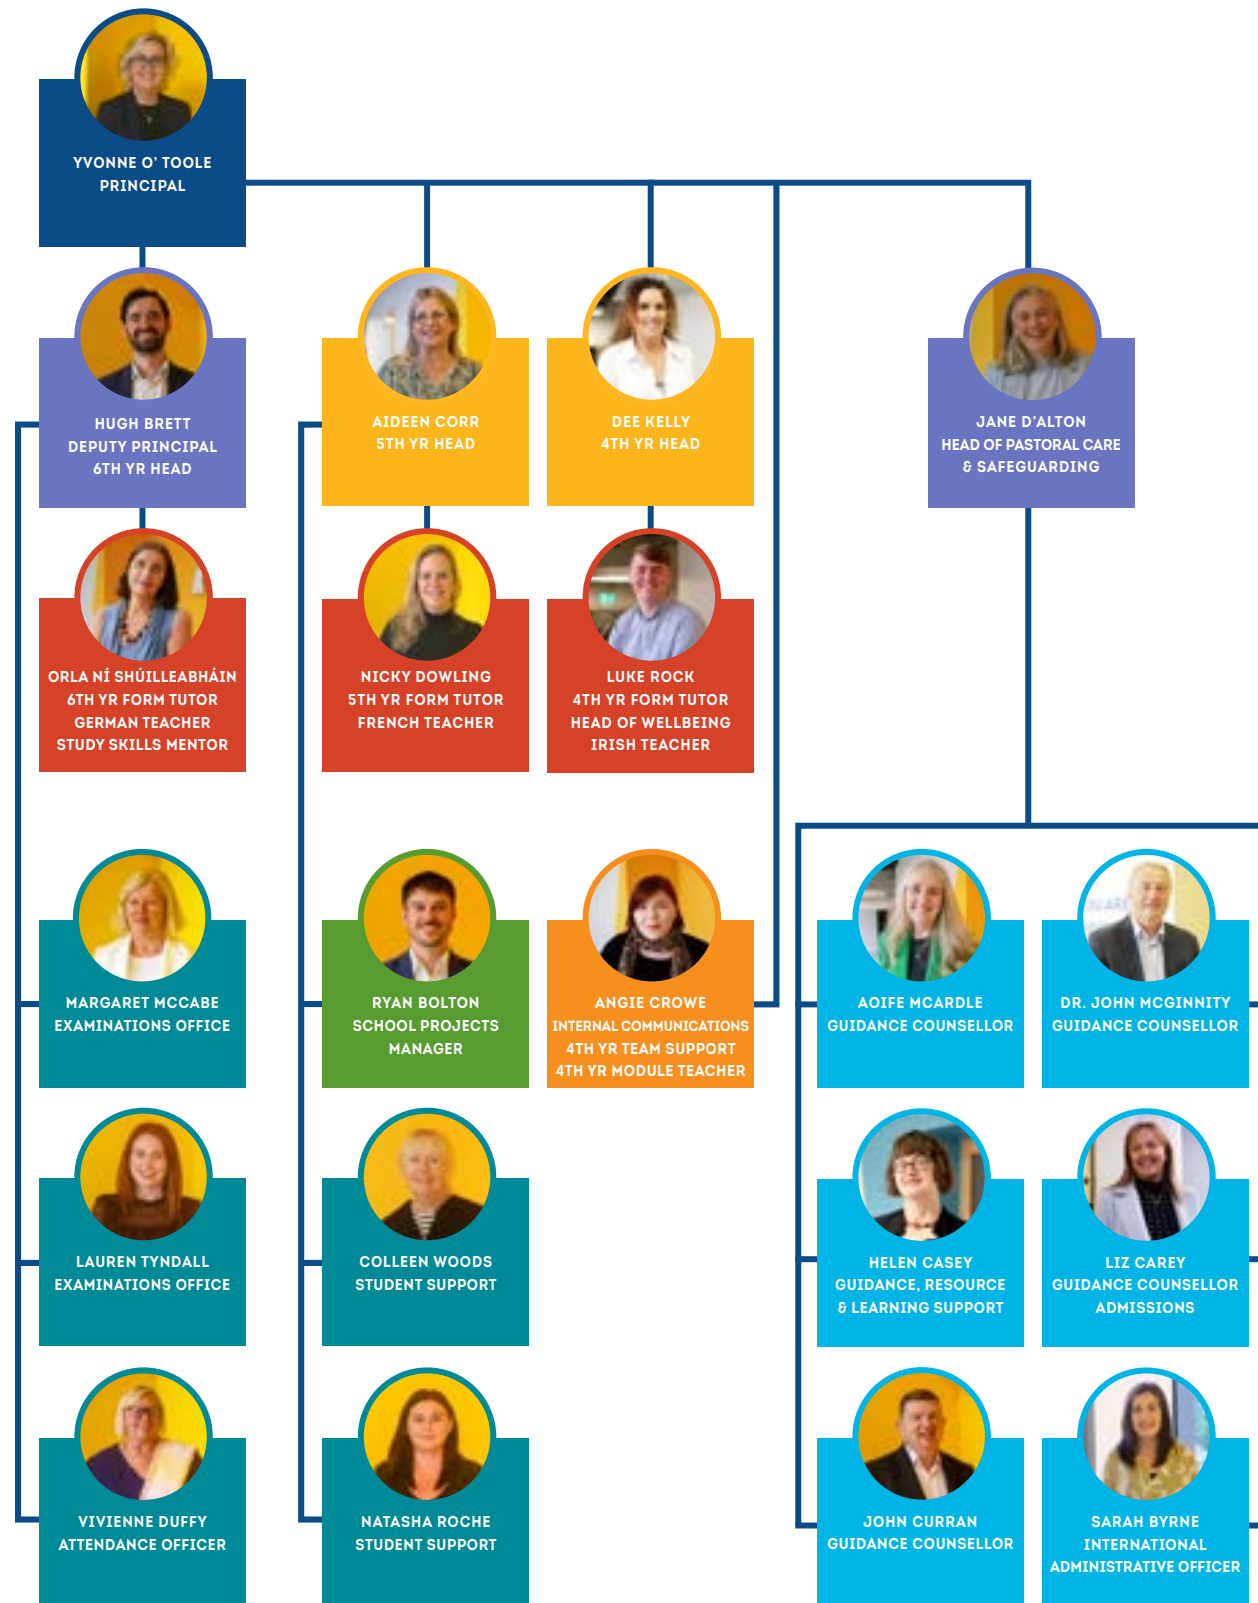 YVONNE O' TOOLE
PRINCIPAL
HUGH BRETT
DEPUTY PRINCIPAL
6TH YR HEAD
AIDEEN CORR
5TH YR HEAD
DEE KELLY
4TH YR HEAD
JANE D'ALTON
HEAD OF PASTORAL CARE
& SAFEGUARDING
ORLA NÍ SHÚILLEABHÁIN
6TH YR FORM TUTOR
GERMAN TEACHER
STUDY SKILLS MENTOR
NICKY DOWLING
5TH YR FORM TUTOR
FRENCH TEACHER
LUKE ROCK
4TH YR FORM TUTOR
HEAD OF WELLBEING
IRISH TEACHER
MARGARET MCCABE
EXAMINATIONS OFFICE
RYAN BOLTON
SCHOOL PROJECTS
MANAGER
ANGIE CROWE
INTERNAL COMMUNICATIONS
4TH YR TEAM SUPPORT
4TH YR MODULE TEACHER
AOIFE MCARDLE
GUIDANCE COUNSELLOR
DR. JOHN MCGINNITY
GUIDANCE COUNSELLOR
LAUREN TYNDALL
EXAMINATIONS OFFICE
COLLEEN WOODS
STUDENT SUPPORT
HELEN CASEY
GUIDANCE, RESOURCE
& LEARNING SUPPORT
LIZ CAREY
GUIDANCE COUNSELLOR
ADMISSIONS
VIVIENNE DUFFY
ATTENDANCE OFFICER
NATASHA ROCHE
STUDENT SUPPORT
JOHN CURRAN
GUIDANCE COUNSELLOR
SARAH BYRNE
INTERNATIONAL
ADMINISTRATIVE OFFICER